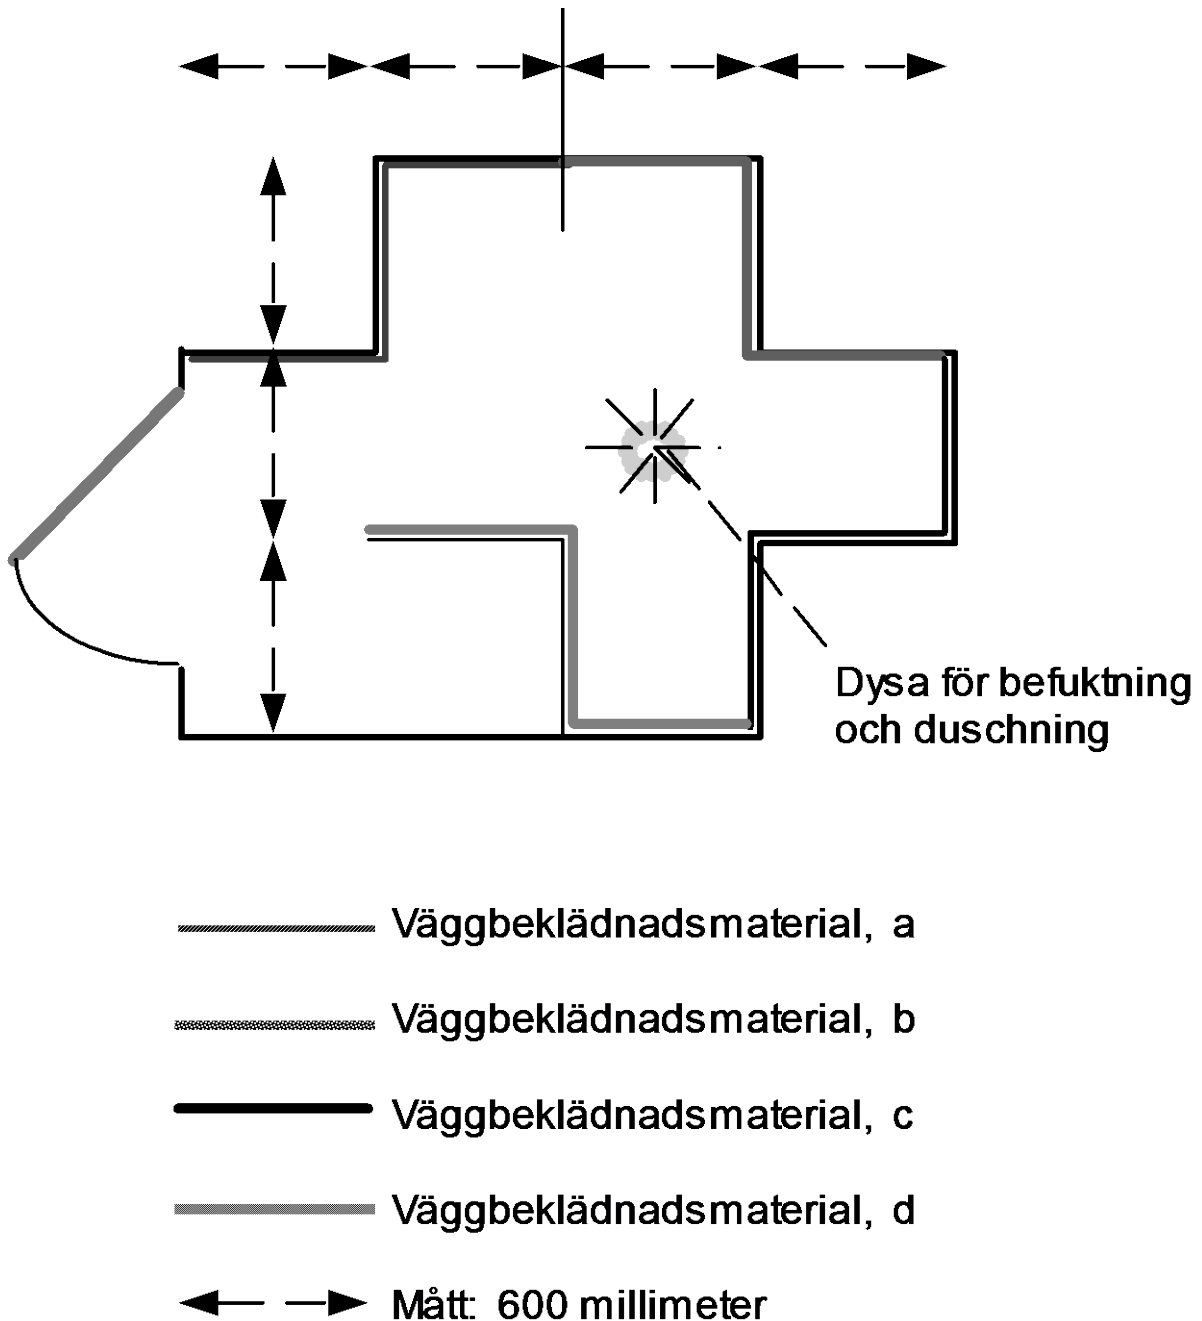 Dysa för befuktning
och duschning
Väggbeklädnadsmaterial, a
Väggbeklädnadsmaterial, b
Väggbeklädnadsmaterial, c
Väggbeklädnadsmaterial, d
Mått: 600 millimeter